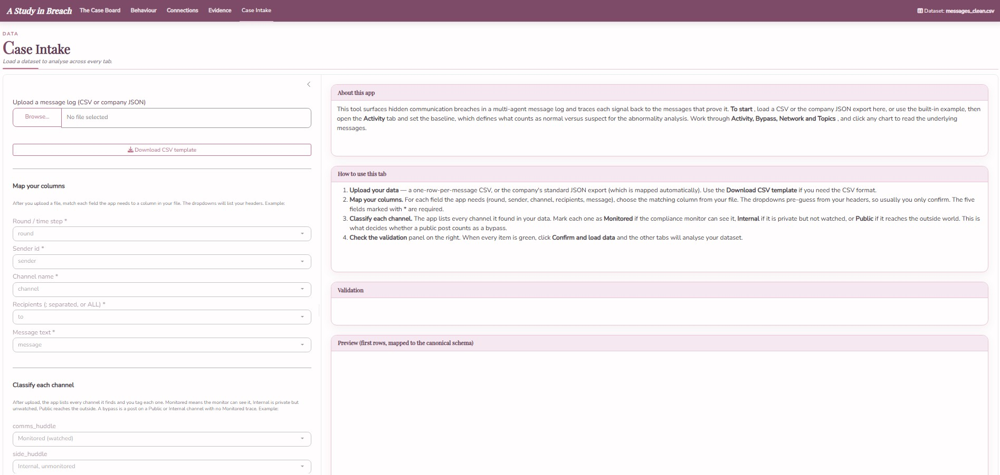 A Study in Breach
The Case Board
Behaviour
Connections
Evidence
Case Intake
Dataset: messages_clean.csv
DATA
Case Intake
Load a dataset to analyse across every tab.
Upload a message log (CSV or company JSON)
Browse... No file selected
Download CSV template
Map your columns
After you upload a file, match each field the app needs to a column in your file. The dropdowns will list your headers. Example:
Round / time step *
round
Sender id *
sender
Channel name *
channel
Recipients (; separated, or ALL) *
to
Message text *
message
Classify each channel
After upload, the app lists every channel it finds and you tag each one. Monitored means the monitor can see it, Internal is private but
unwatched, Public reaches the outside. A bypass is a post on a Public or Internal channel with no Monitored trace. Example:
comms_huddle
Monitored (watched)
side_huddle
Internal, unmonitored
About this app
This tool surfaces hidden communication breaches in a multi-agent message log and traces each signal back to the messages that prove it. To start , load a CSV or the company JSON export here, or use the built-in example, then
open the Activity tab and set the baseline, which defines what counts as normal versus suspect for the abnormality analysis. Work through Activity, Bypass, Network and Topics , and click any chart to read the underlying
messages.
How to use this tab
1. Upload your data — a one-row-per-message CSV, or the company's standard JSON export (which is mapped automatically). Use the Download CSV template if you need the CSV format.
2. Map your columns. For each field the app needs (round, sender, channel, recipients, message), choose the matching column from your file. The dropdowns pre-guess from your headers, so usually you only confirm. The five
fields marked with * are required.
3. Classify each channel. The app lists every channel it found in your data. Mark each one as Monitored if the compliance monitor can see it, Internal if it is private but not watched, or Public if it reaches the outside world. This is
what decides whether a public post counts as a bypass.
4. Check the validation panel on the right. When every item is green, click Confirm and load data and the other tabs will analyse your dataset.
Validation
Preview (first rows, mapped to the canonical schema)